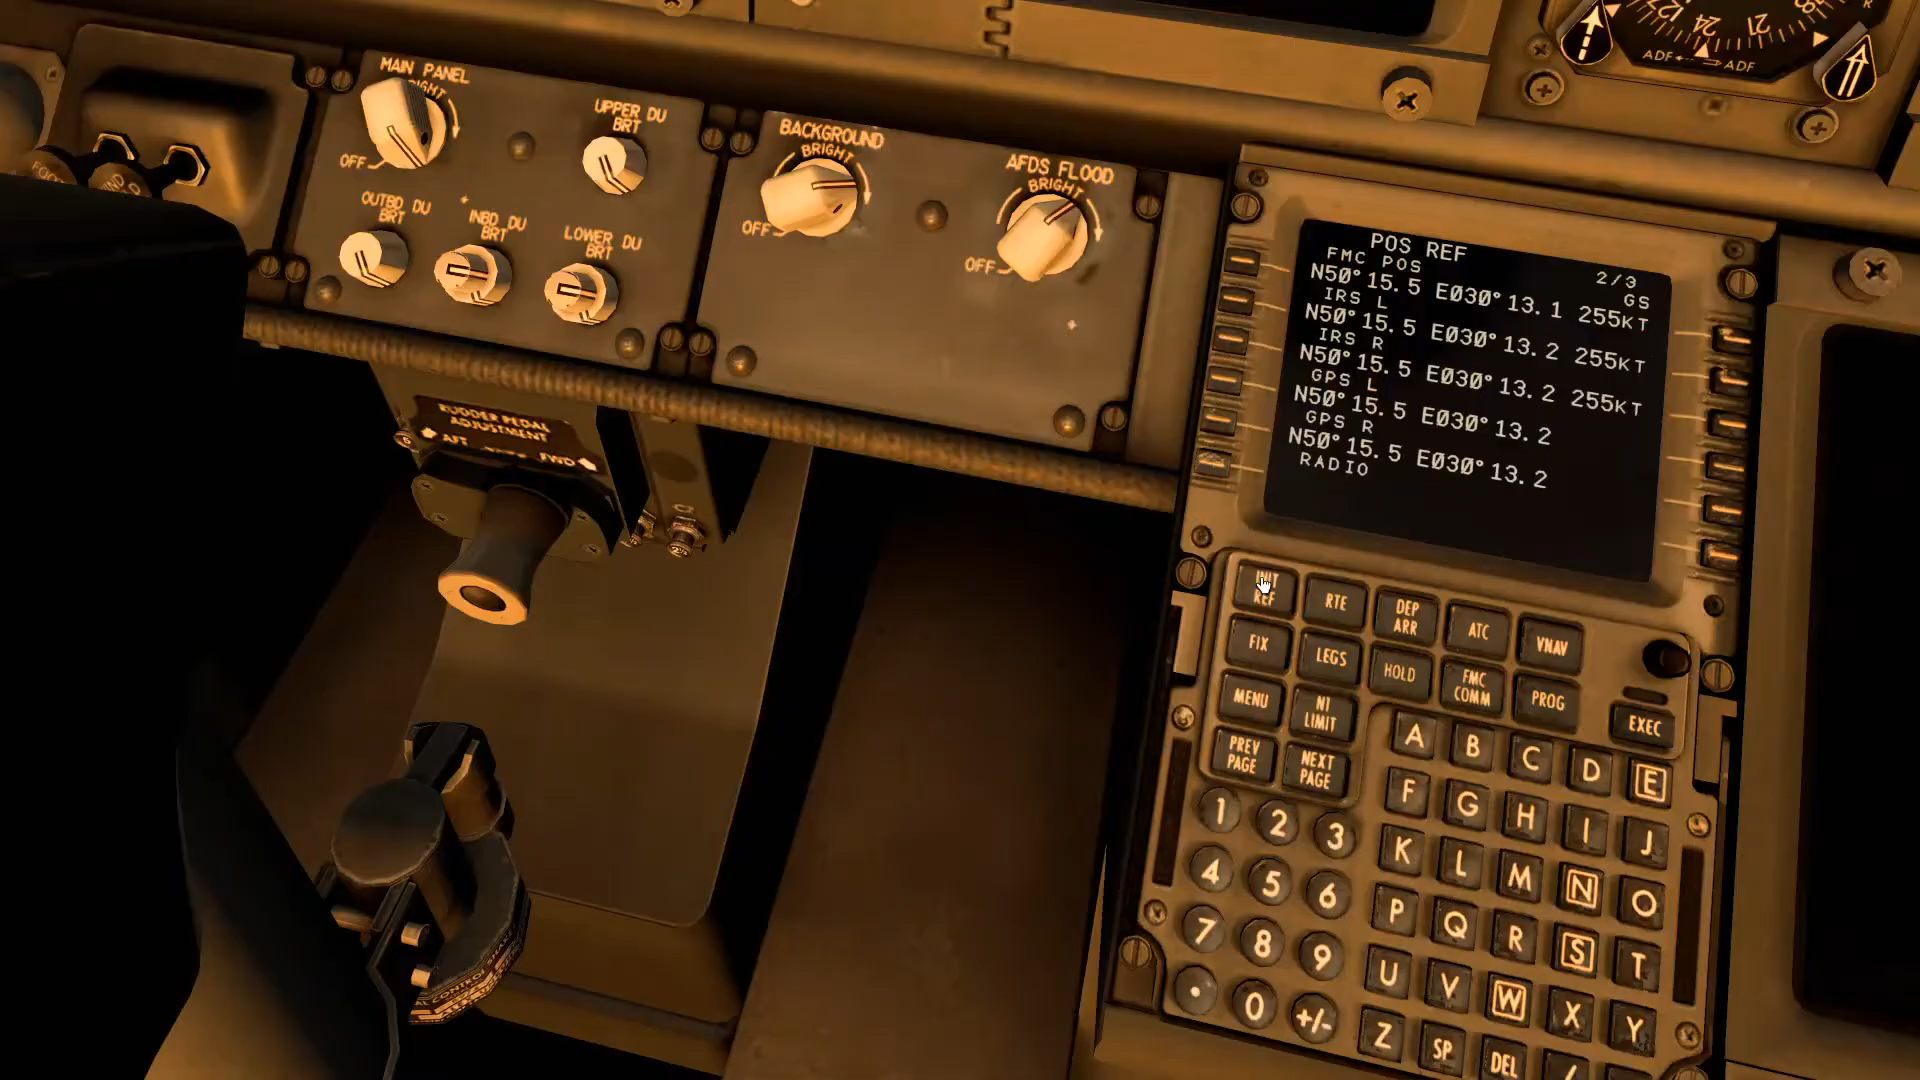 MAIN PANEL
BRIGHT
OFF
UPPER DU
BRT
OUTBD DU
BRT
INBD DU
BRT
LOWER DU
BRT
BACKGROUND
BRIGHT
OFF
AFDS FLOOD
BRIGHT
OFF
24
21
ADF
ADF
RUDDER PEDAL
ADJUSTMENT
AFT
FWD
POS REF
2/3
FMC POS
GS
N50°15.5 E030°13.1 255KT
IRS L
N50°15.5 E030°13.2 255KT
IRS R
N50°15.5 E030°13.2 255KT
GPS L
N50°15.5 E030°13.2
GPS R
N50°15.5 E030°13.2
RADIO
INIT
REF
RTE
DEP
ARR
ATC
VNAV
FIX
LEGS
HOLD
FMC
COMM
PROG
MENU
N1
LIMIT
EXEC
PREV
PAGE
NEXT
PAGE
A B C D E
F G H I J
1 2 3
K L M N O
4 5 6
P Q R S T
7 8 9
U V W X Y
. 0 +/-
Z SP DEL /